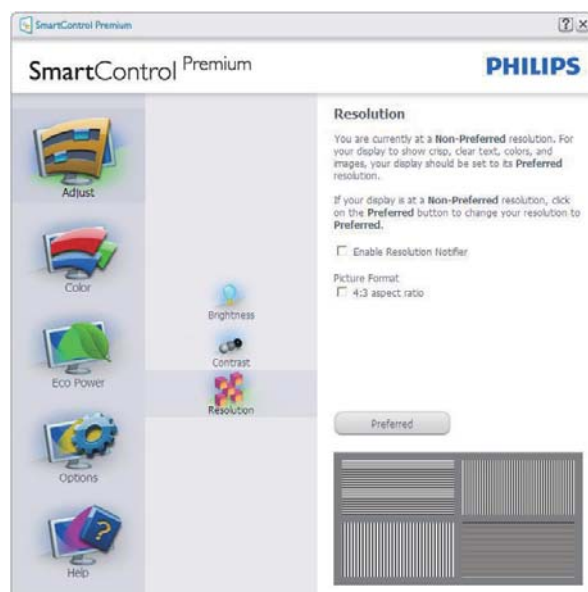 SmartControl Premium
SmartControl Premium
PHILIPS
Adjust
Color
Eco Power
Options
Help
Brightness
Contrast
Resolution
Resolution
You are currently at a Non-Preferred resolution. For
your display to show crisp, clear text, colors, and
images, your display should be set to its Preferred
resolution.
If your display is at a Non-Preferred resolution, click
on the Preferred button to change your resolution to
Preferred.
Enable Resolution Notifier
Picture Format
4:3 aspect ratio
Preferred